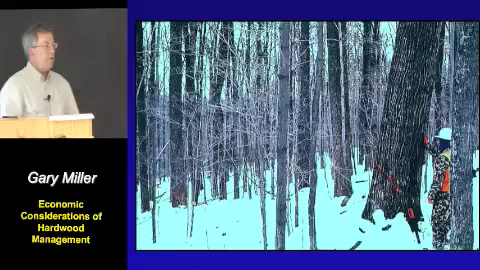 Gary Miller
Economic
Considerations of
Hardwood
Management